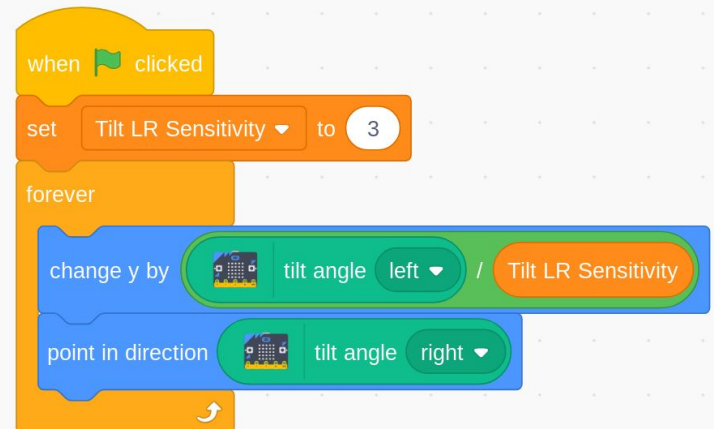 when clicked
set Tilt LR Sensitivity to 3
forever
change y by tilt angle left / Tilt LR Sensitivity
point in direction tilt angle right